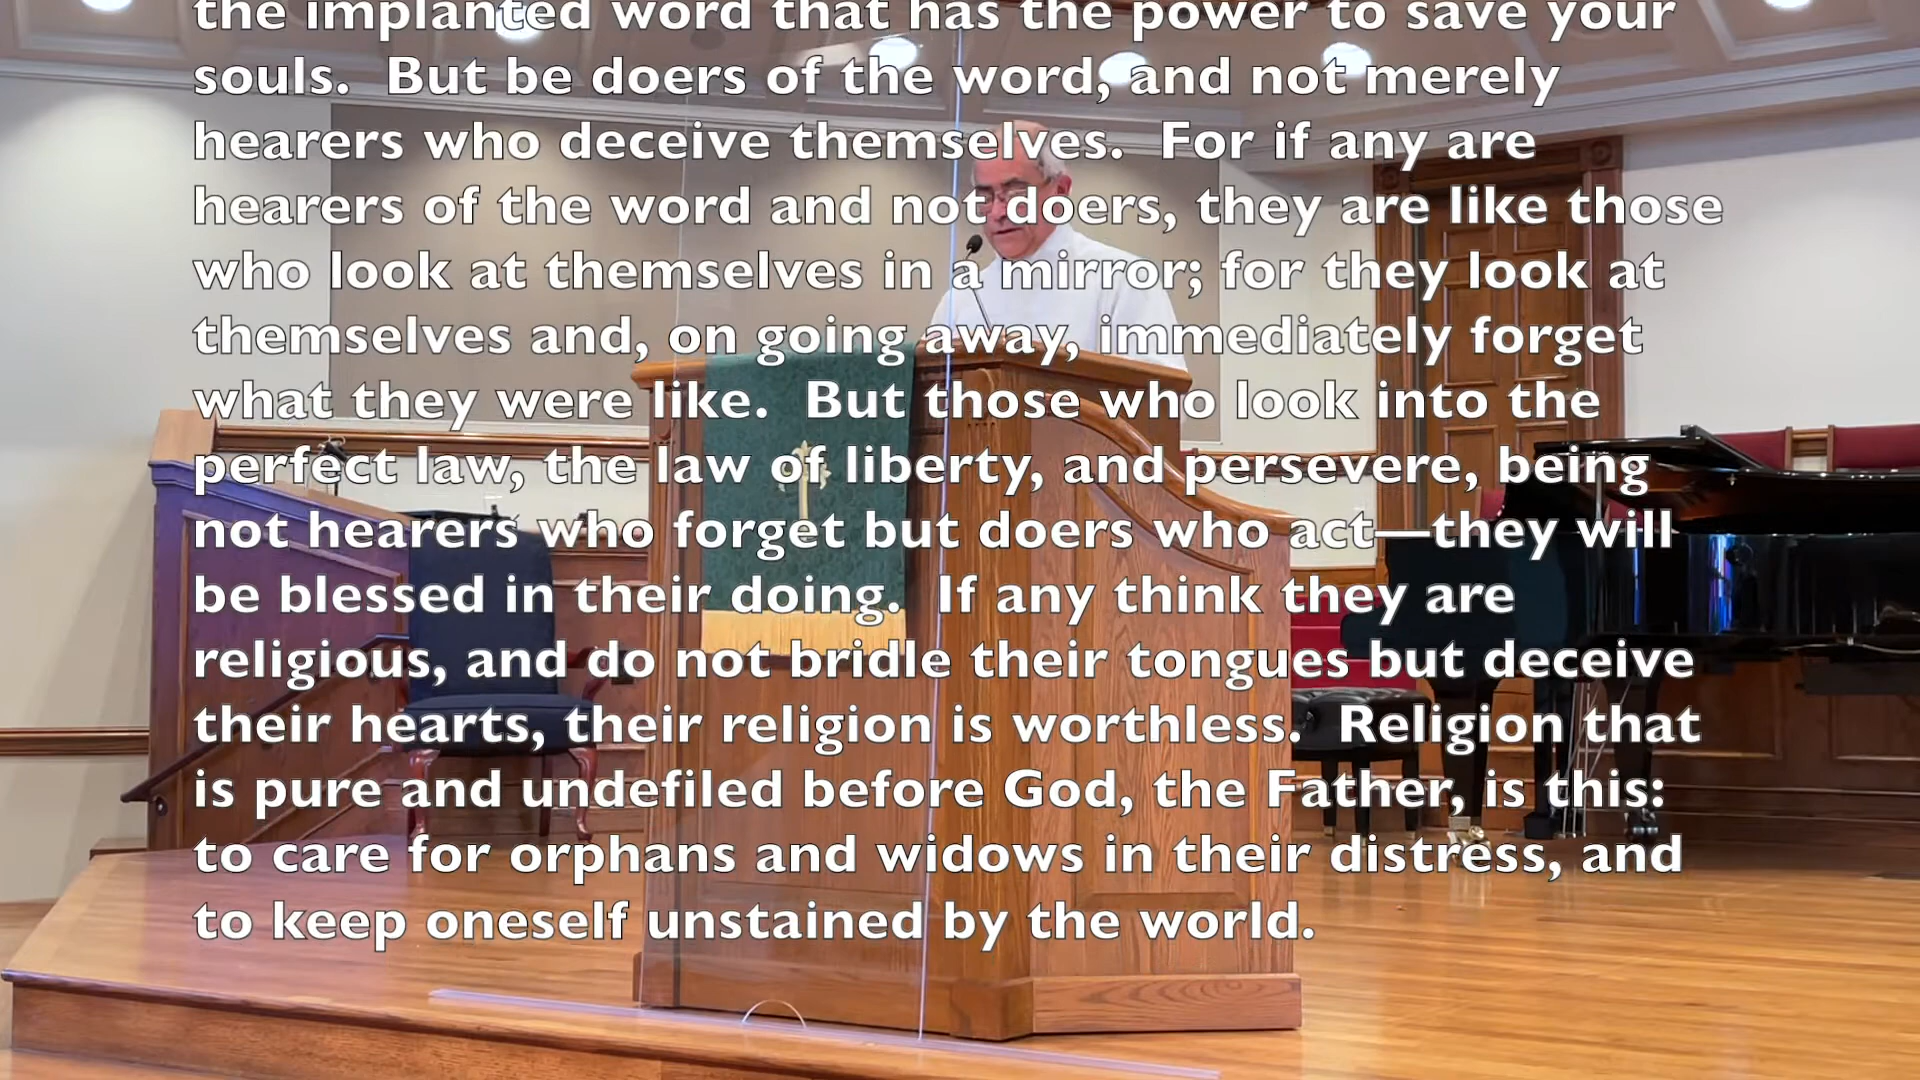 the implanted word that has the power to save your
souls. But be doers of the word, and not merely
hearers who deceive themselves. For if any are
hearers of the word and not doers, they are like those
who look at themselves in a mirror; for they look at
themselves and, on going away, immediately forget
what they were like. But those who look into the
perfect law, the law of liberty, and persevere, being
not hearers who forget but doers who act—they will
be blessed in their doing. If any think they are
religious, and do not bridle their tongues but deceive
their hearts, their religion is worthless. Religion that
is pure and undefiled before God, the Father, is this:
to care for orphans and widows in their distress, and
to keep oneself unstained by the world.